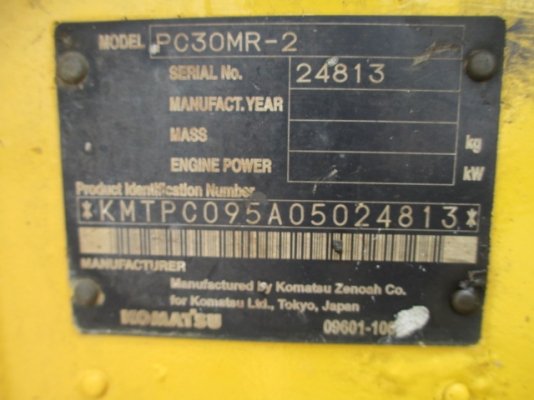 MODEL PC30MR-2
SERIAL No. 24813
MANUFACT. YEAR
MASS kg
ENGINE POWER kW
Product Identification Number
*KMTPC095A05024813*
MANUFACTURER
Manufactured by Komatsu Zenoah Co.
for Komatsu Ltd., Tokyo, Japan
KOMATSU